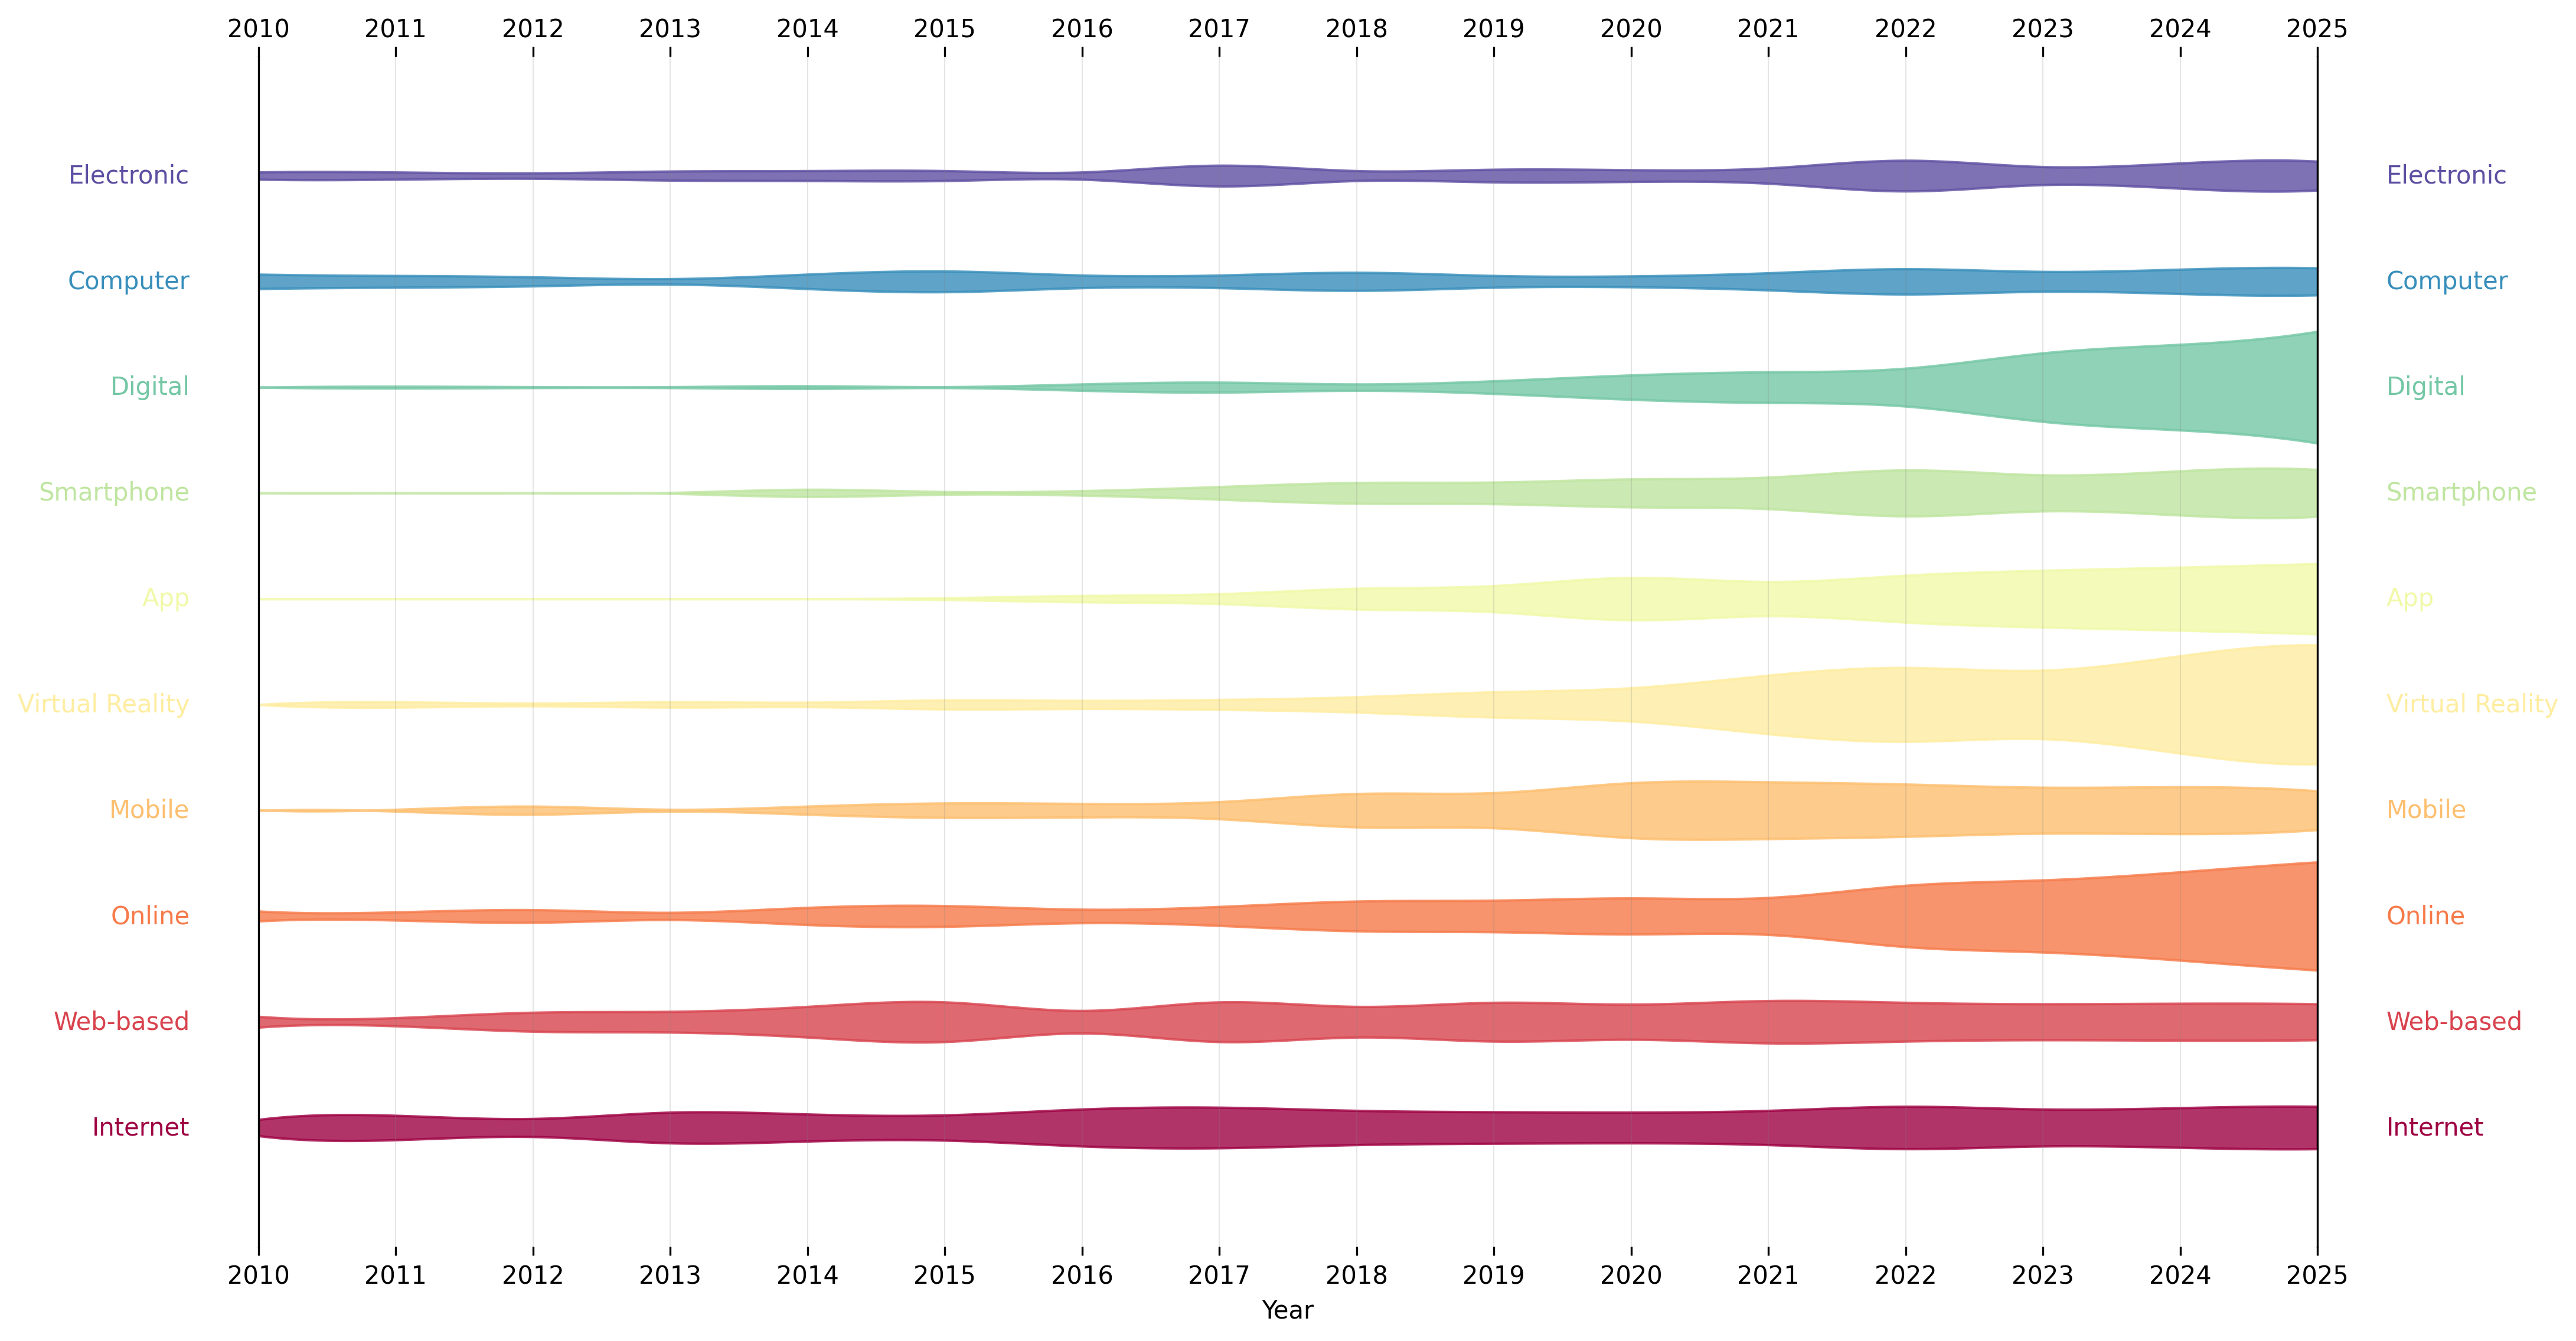 2010 2011 2012 2013 2014 2015 2016 2017 2018 2019 2020 2021 2022 2023 2024 2025
Electronic Electronic
Computer Computer
Digital Digital
Smartphone Smartphone
App App
Virtual Reality Virtual Reality
Mobile Mobile
Online Online
Web-based Web-based
Internet Internet
2010 2011 2012 2013 2014 2015 2016 2017 2018 2019 2020 2021 2022 2023 2024 2025
Year